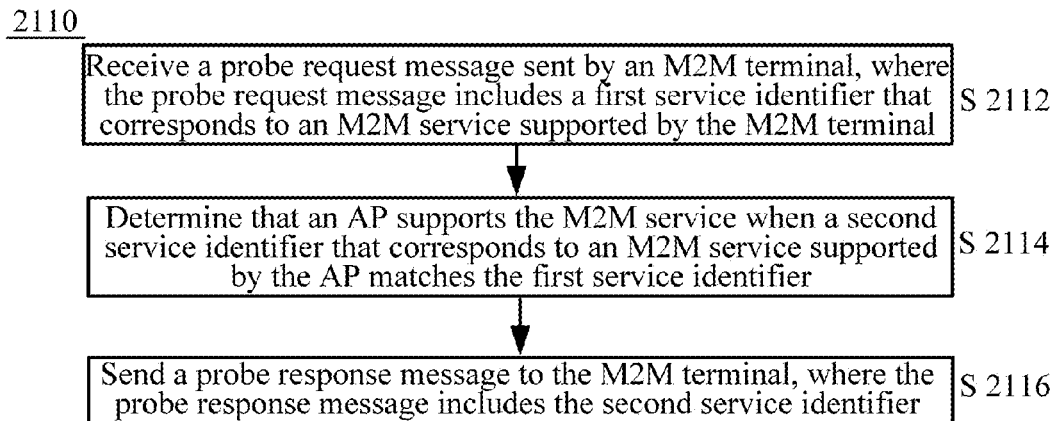 2110
Receive a probe request message sent by an M2M terminal, where
the probe request message includes a first service identifier that
corresponds to an M2M service supported by the M2M terminal
S 2112
Determine that an AP supports the M2M service when a second
service identifier that corresponds to an M2M service supported
by the AP matches the first service identifier
S 2114
Send a probe response message to the M2M terminal, where the
probe response message includes the second service identifier
S 2116